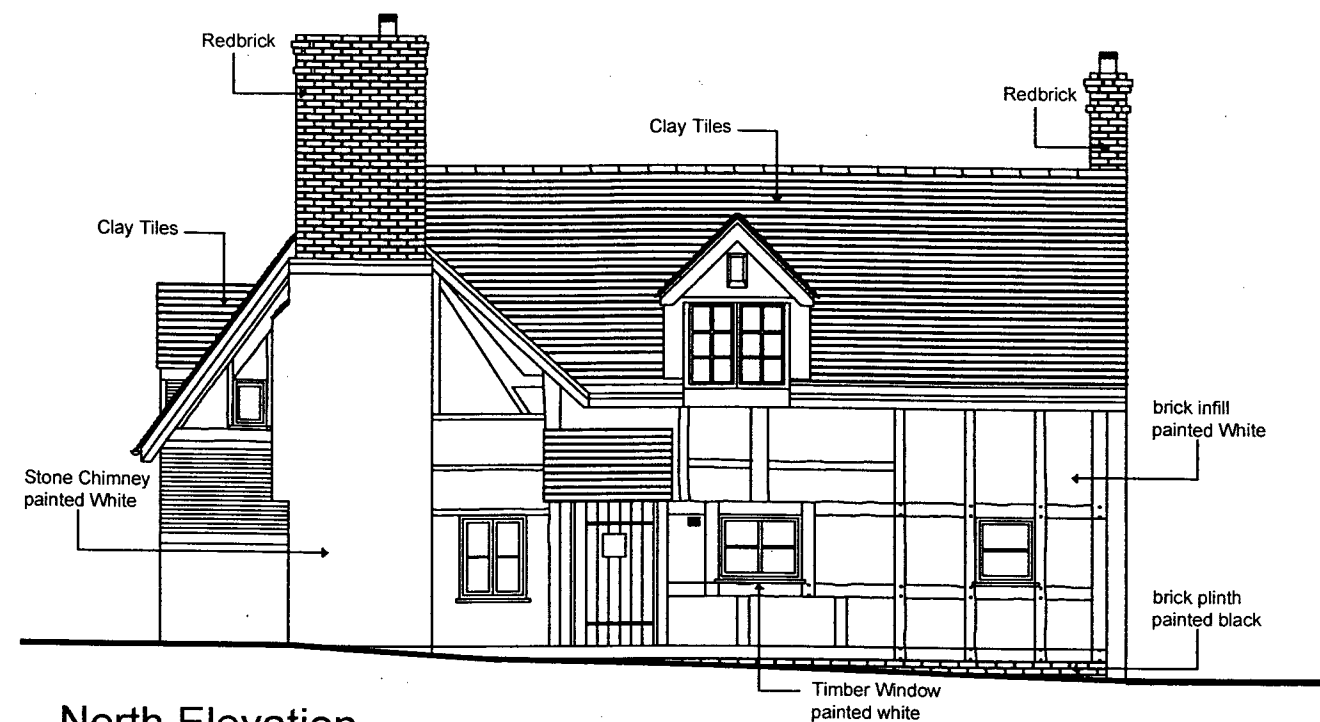 Redbrick
Redbrick
Clay Tiles
Clay Tiles
brick infill
painted White
Stone Chimney
painted White
brick plinth
painted black
Timber Window
painted white
North Elevation